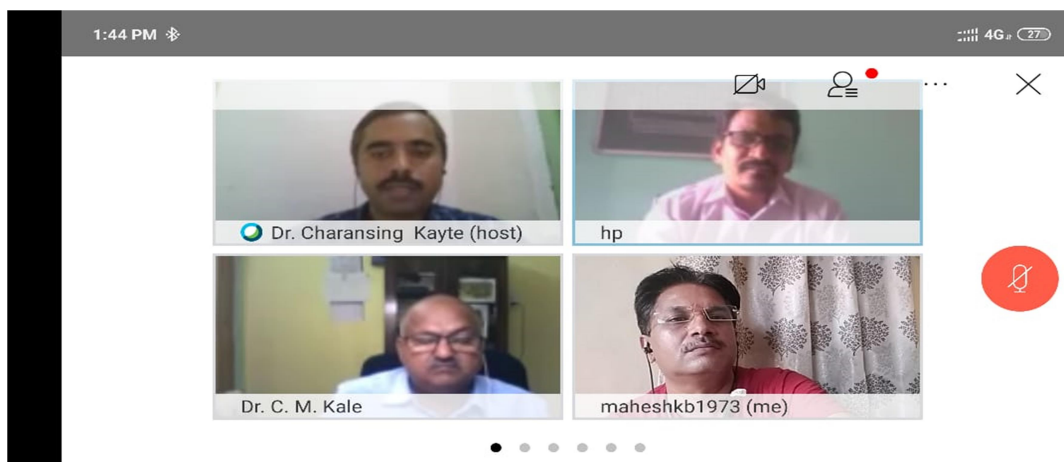 1:44 PM 4G 27
Dr. Charansing Kayte (host) hp
Dr. C. M. Kale maheshkb1973 (me)